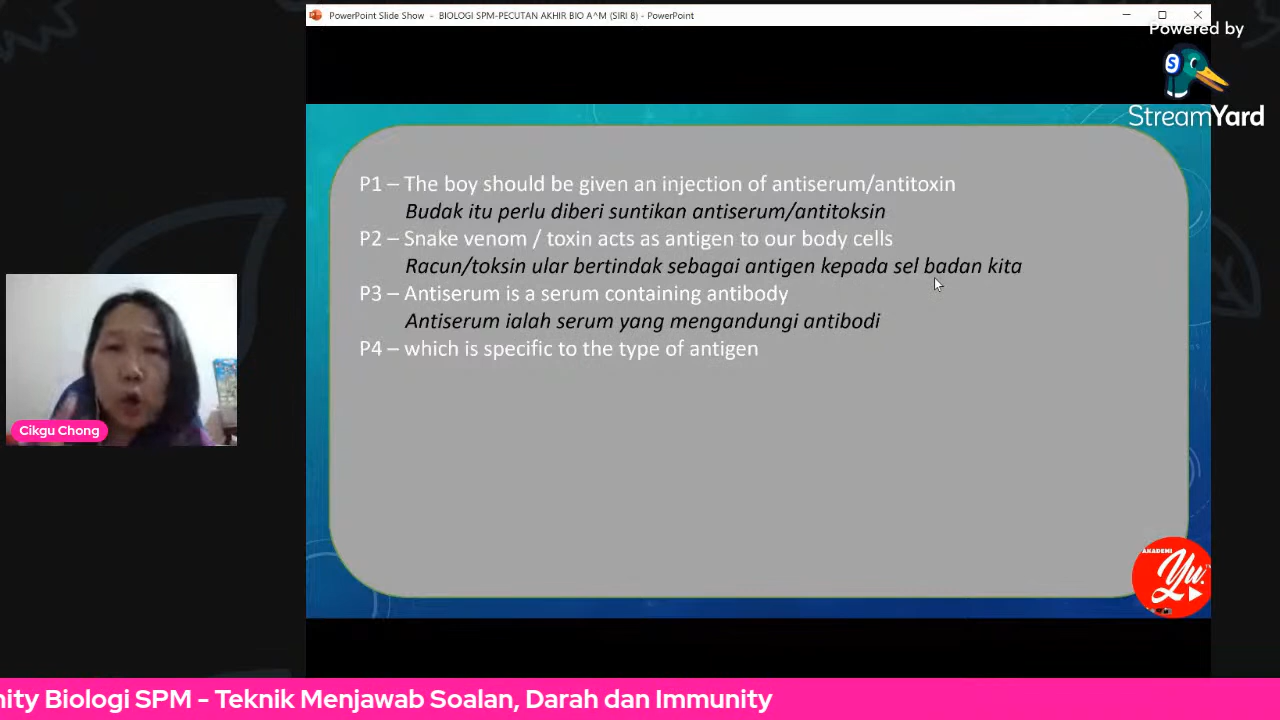 PowerPoint Slide Show - BIOLOGI SPM-PECUTAN AKHIR BIO A^M (SIRI 8) - PowerPoint
Powered by
StreamYard
P1 – The boy should be given an injection of antiserum/antitoxin
Budak itu perlu diberi suntikan antiserum/antitoksin
P2 – Snake venom / toxin acts as antigen to our body cells
Racun/toksin ular bertindak sebagai antigen kepada sel badan kita
P3 – Antiserum is a serum containing antibody
Antiserum ialah serum yang mengandungi antibodi
P4 – which is specific to the type of antigen
Cikgu Chong
AKADEMI
Yu.
nity Biologi SPM - Teknik Menjawab Soalan, Darah dan Immunity